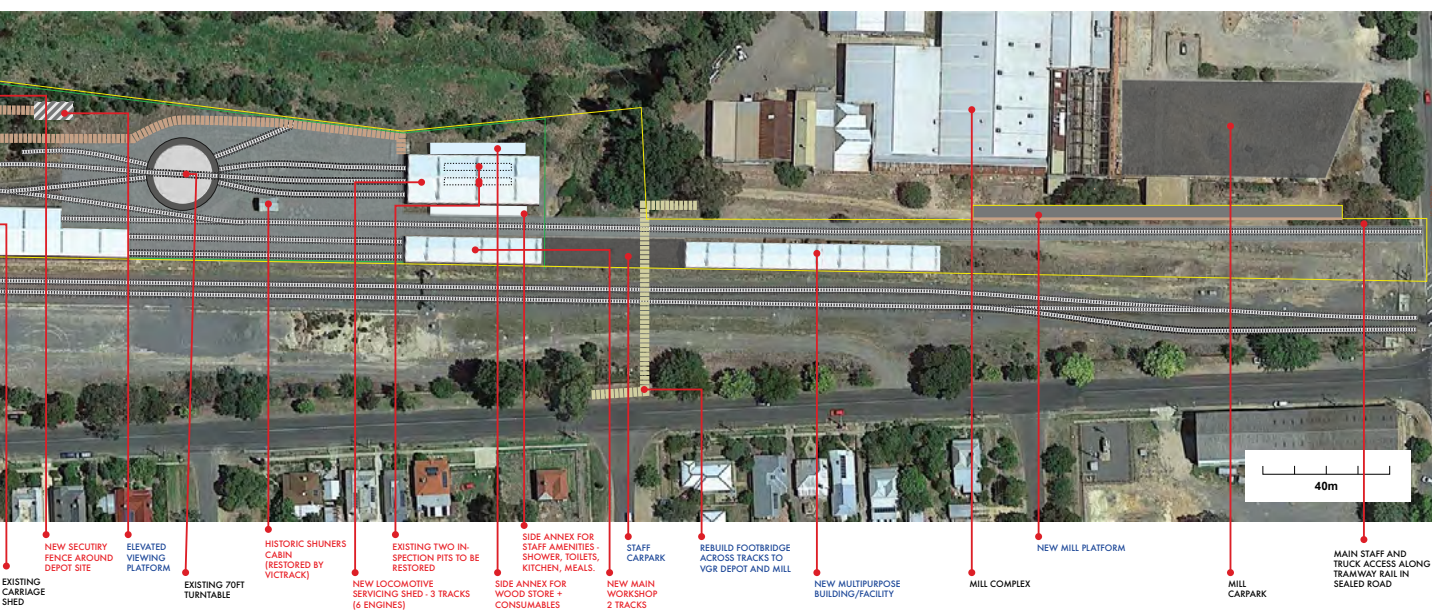 40m
EXISTING
CARRIAGE
SHED
NEW SECUTIRY
FENCE AROUND
DEPOT SITE
ELEVATED
VIEWING
PLATFORM
EXISTING 70FT
TURNTABLE
HISTORIC SHUNERS
CABIN
(RESTORED BY
VICTRACK)
NEW LOCOMOTIVE
SERVICING SHED - 3 TRACKS
(6 ENGINES)
EXISTING TWO IN-
SPECTION PITS TO BE
RESTORED
SIDE ANNEX FOR
WOOD STORE +
CONSUMABLES
SIDE ANNEX FOR
STAFF AMENITIES -
SHOWER, TOILETS,
KITCHEN, MEALS.
NEW MAIN
WORKSHOP
2 TRACKS
STAFF
CARPARK
REBUILD FOOTBRIDGE
ACROSS TRACKS TO
VGR DEPOT AND MILL
NEW MULTIPURPOSE
BUILDING/FACILITY
MILL COMPLEX
NEW MILL PLATFORM
MILL
CARPARK
MAIN STAFF AND
TRUCK ACCESS ALONG
TRAMWAY RAIL IN
SEALED ROAD